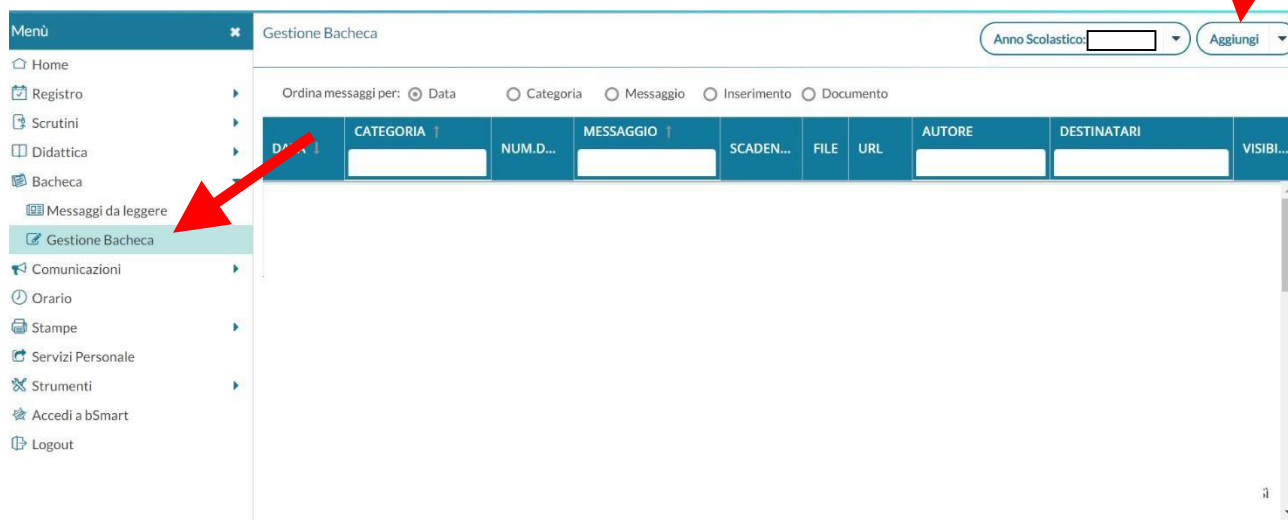 Menù
Gestione Bacheca
Anno Scolastico:
Aggiungi
Home
Registro
Scrutini
Didattica
Bacheca
Messaggi da leggere
Gestione Bacheca
Comunicazioni
Orario
Stampe
Servizi Personale
Strumenti
Accedi a bSmart
Logout
Ordina messaggi per: Data Categoria Messaggio Inserimento Documento
DATA CATEGORIA NUM.D... MESSAGGIO SCADEN... FILE URL AUTORE DESTINATARI VISIBI...